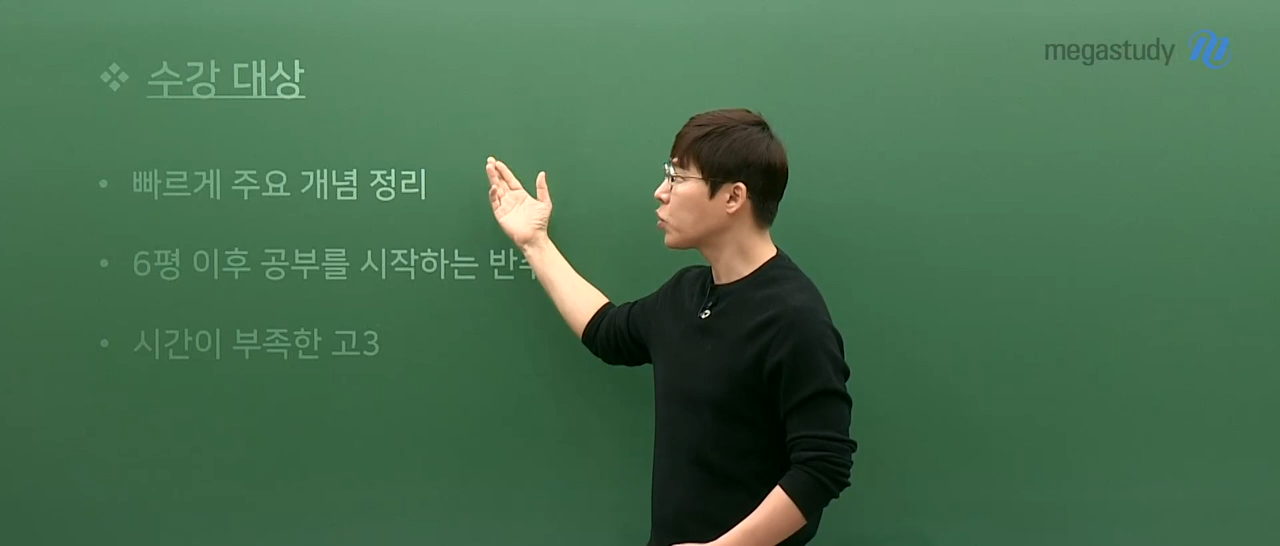 megastudy
❖ 수강 대상
• 빠르게 주요 개념 정리
• 6평 이후 공부를 시작하는
• 시간이 부족한 고3